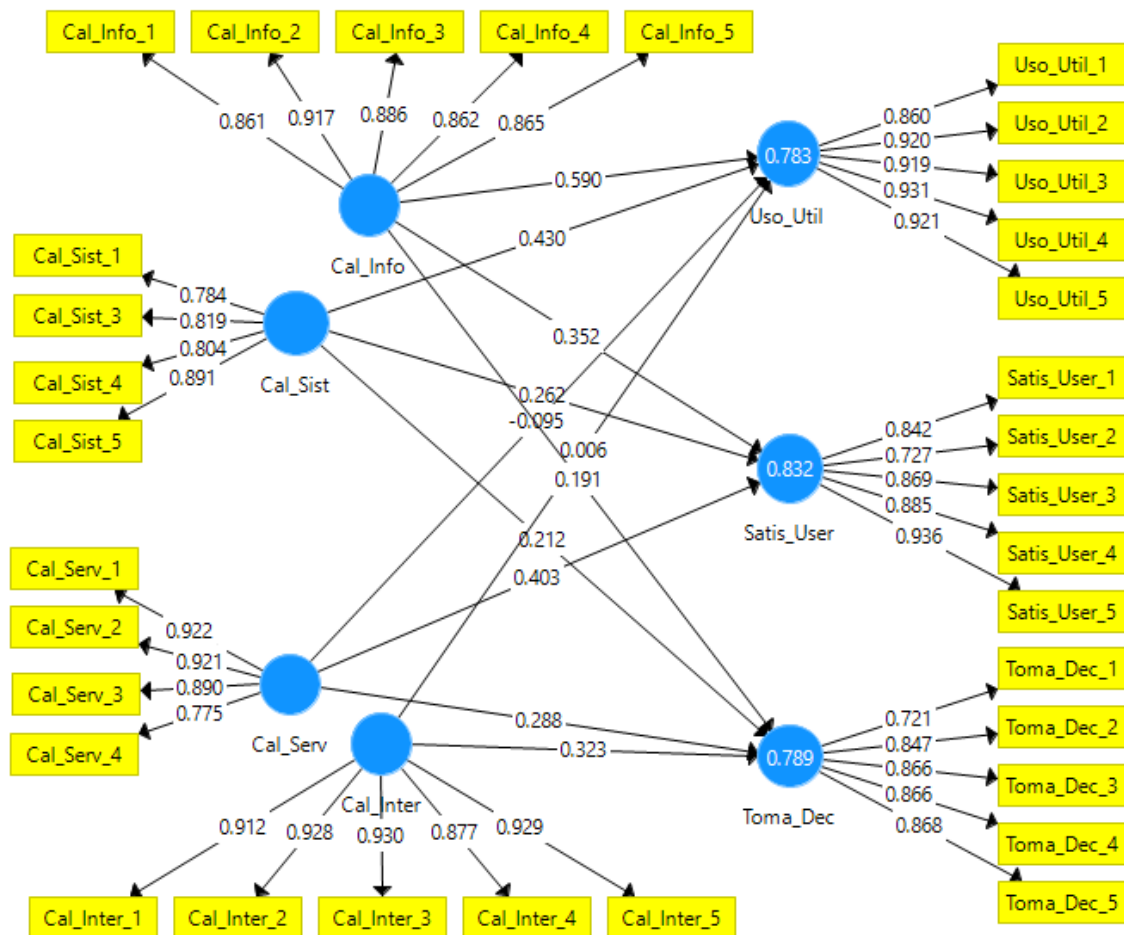 Cal_Info_1
Cal_Info_2
Cal_Info_3
Cal_Info_4
Cal_Info_5
0.861
0.917
0.886
0.862
0.865
Cal_Info
Cal_Sist_1
Cal_Sist_3
Cal_Sist_4
Cal_Sist_5
0.784
0.819
0.804
0.891
Cal_Sist
Cal_Serv_1
Cal_Serv_2
Cal_Serv_3
Cal_Serv_4
0.922
0.921
0.890
0.775
Cal_Serv
Cal_Inter
0.912
0.928
0.930
0.877
0.929
Cal_Inter_1
Cal_Inter_2
Cal_Inter_3
Cal_Inter_4
Cal_Inter_5
0.590
0.430
0.352
0.262
-0.095
0.006
0.191
0.212
0.403
0.288
0.323
0.783
Uso_Util
0.860
0.920
0.919
0.931
0.921
Uso_Util_1
Uso_Util_2
Uso_Util_3
Uso_Util_4
Uso_Util_5
0.832
Satis_User
0.842
0.727
0.869
0.885
0.936
Satis_User_1
Satis_User_2
Satis_User_3
Satis_User_4
Satis_User_5
0.789
Toma_Dec
0.721
0.847
0.866
0.866
0.868
Toma_Dec_1
Toma_Dec_2
Toma_Dec_3
Toma_Dec_4
Toma_Dec_5